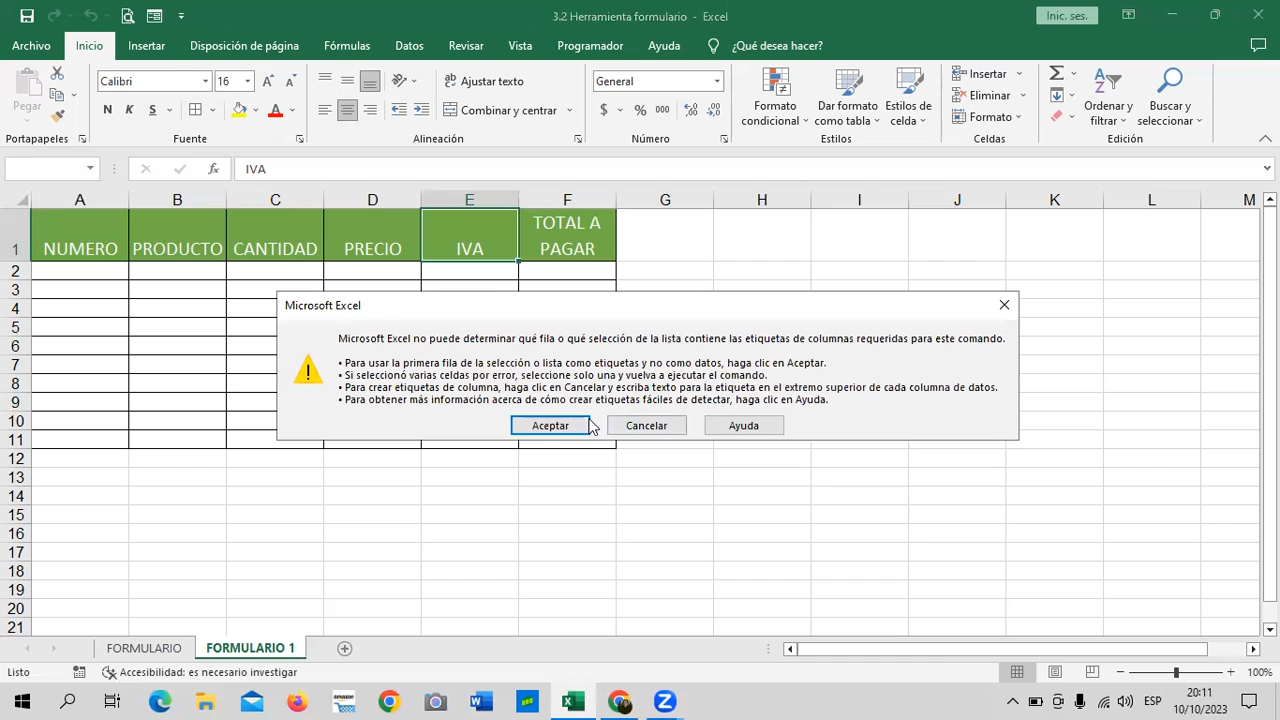 3.2 Herramienta formulario - Excel
Inic. ses.
Archivo Inicio Insertar Disposición de página Fórmulas Datos Revisar Vista Programador Ayuda ¿Qué desea hacer?
Pegar
Calibri 16
N K S
Ajustar texto
Combinar y centrar
General
$ % 000
Formato condicional
Dar formato como tabla
Estilos de celda
Insertar
Eliminar
Formato
Ordenar y filtrar
Buscar y seleccionar
Portapapeles Fuente Alineación Número Estilos Celdas Edición
fx IVA
A B C D E F G H I J K L M
1 NUMERO PRODUCTO CANTIDAD PRECIO IVA TOTAL A PAGAR
2
3
4
5
6
7
8
9
10
11
12
13
14
15
16
17
18
19
20
21
Microsoft Excel
Microsoft Excel no puede determinar qué fila o qué selección de la lista contiene las etiquetas de columnas requeridas para este comando.
• Para usar la primera fila de la selección o lista como etiquetas y no como datos, haga clic en Aceptar.
• Si seleccionó varias celdas por error, seleccione solo una y vuelva a ejecutar el comando.
• Para crear etiquetas de columna, haga clic en Cancelar y escriba texto para la etiqueta en el extremo superior de cada columna de datos.
• Para obtener más información acerca de cómo crear etiquetas fáciles de detectar, haga clic en Ayuda.
Aceptar Cancelar Ayuda
FORMULARIO FORMULARIO 1
Listo Accesibilidad: es necesario investigar 100%
ESP
20:11
10/10/2023